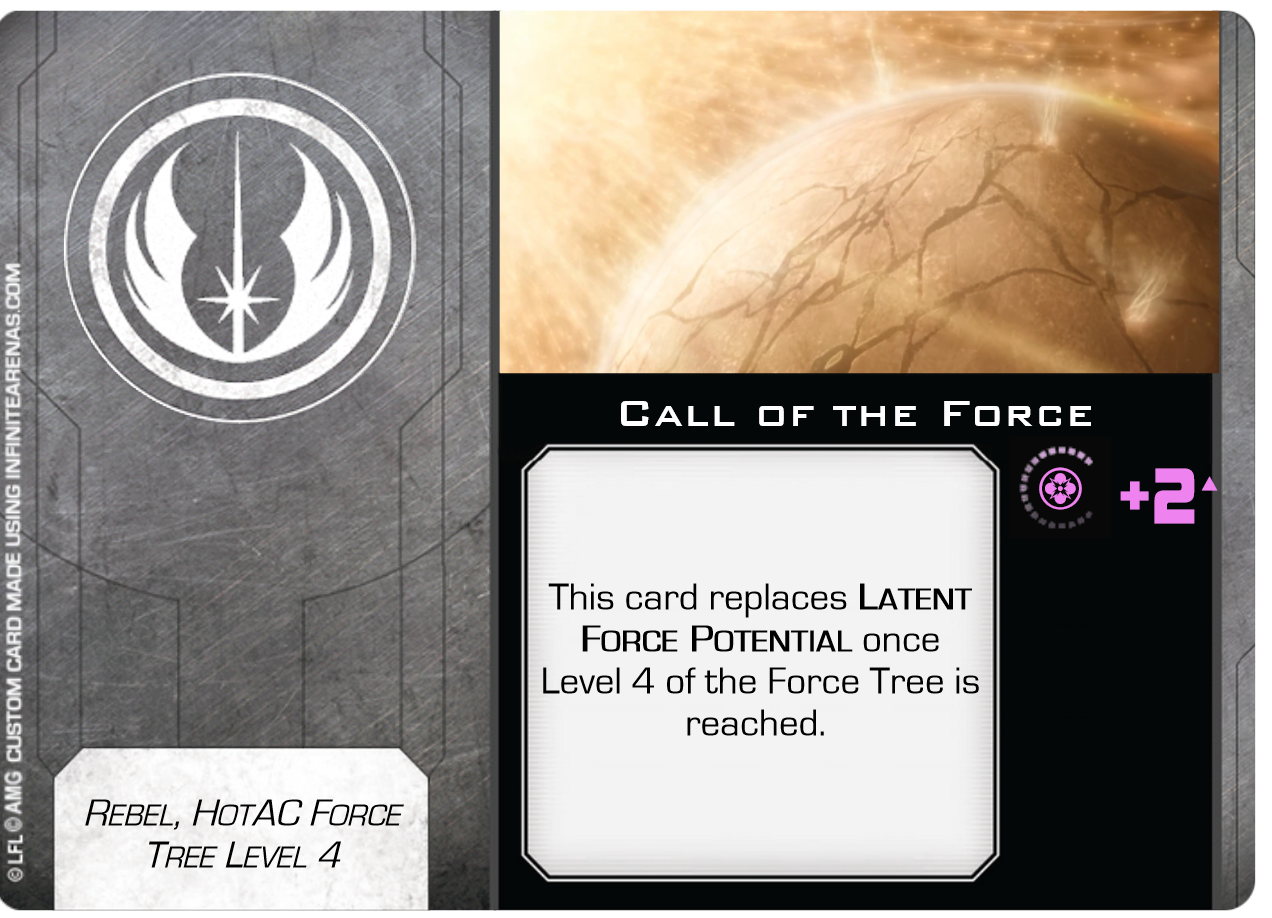 CALL OF THE FORCE
+2
This card replaces LATENT
FORCE POTENTIAL once
Level 4 of the Force Tree is
reached.
REBEL, HOTAC FORCE
TREE LEVEL 4
© LFL © AMG CUSTOM CARD MADE USING INFINITEARENAS.COM